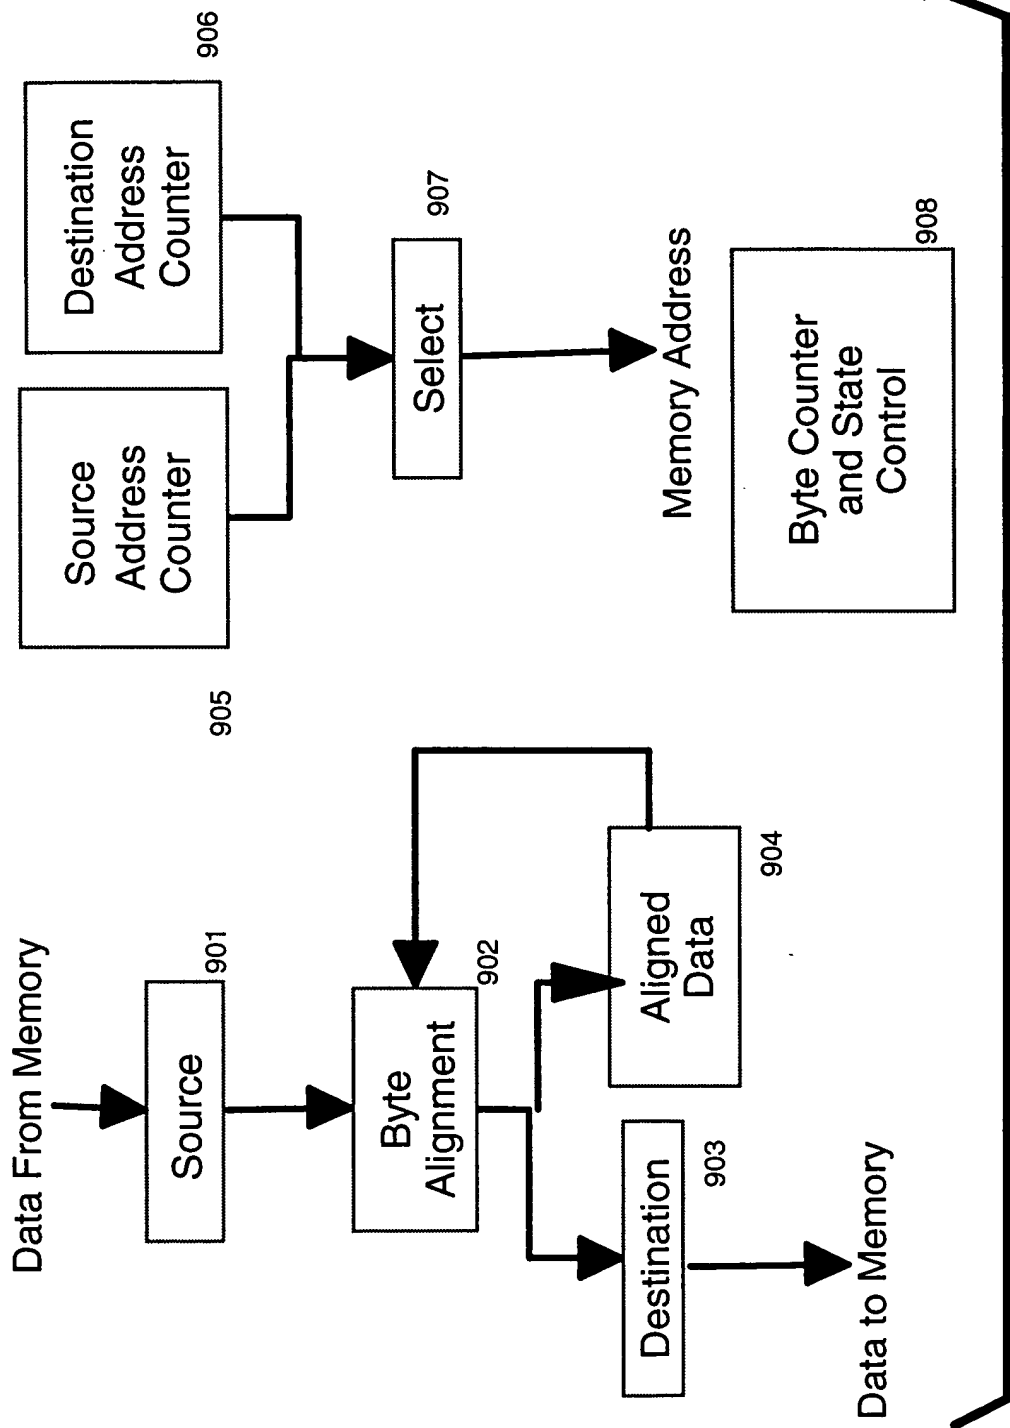 Data From Memory
Source
901
Byte
Alignment
902
Destination
903
Aligned
Data
904
Data to Memory
Source
Address
Counter
905
Destination
Address
Counter
906
Select
907
Memory Address
Byte Counter
and State
Control
908